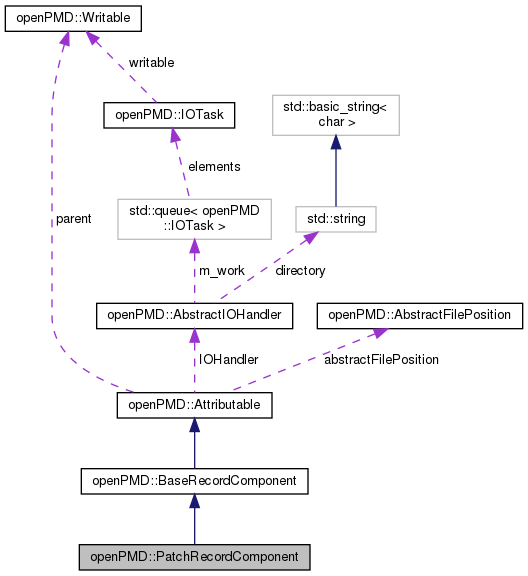 openPMD::Writable
writable
openPMD::IOTask
std::basic_string<
char >
elements
parent
std::queue< openPMD
::IOTask >
std::string
m_work
directory
openPMD::AbstractIOHandler
openPMD::AbstractFilePosition
IOHandler
abstractFilePosition
openPMD::Attributable
openPMD::BaseRecordComponent
openPMD::PatchRecordComponent